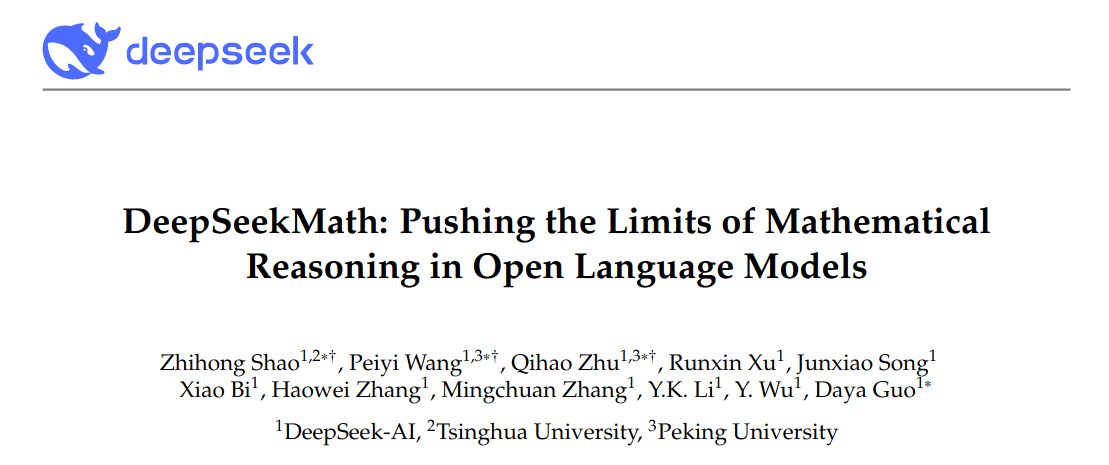 deepseek
DeepSeekMath: Pushing the Limits of Mathematical
Reasoning in Open Language Models
Zhihong Shao1,2∗†, Peiyi Wang1,3∗†, Qihao Zhu1,3∗†, Runxin Xu1, Junxiao Song1
Xiao Bi1, Haowei Zhang1, Mingchuan Zhang1, Y.K. Li1, Y. Wu1, Daya Guo1∗
1DeepSeek-AI, 2Tsinghua University, 3Peking University